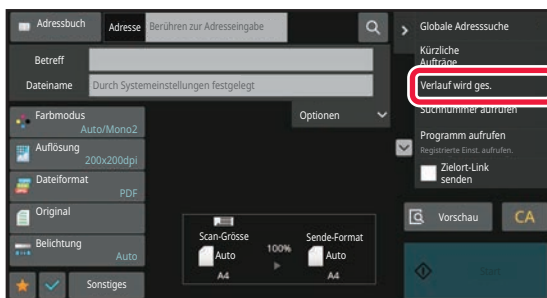 Adressbuch
Adresse
Berühren zur Adresseingabe
Betreff
Dateiname
Durch Systemeinstellungen festgelegt
Farbmodus
Auto/Mono2
Auflösung
200x200dpi
Dateiformat
PDF
Original
Belichtung
Auto
Sonstiges
Optionen
Scan-Grösse
Auto
A4
100%
Sende-Format
Auto
A4
Globale Adresssuche
Kürzliche
Aufträge
Verlauf wird ges.
Suchnummer aufrufen
Programm aufrufen
Registrierte Einst. aufrufen.
Zielort-Link
senden
Vorschau
CA
Start